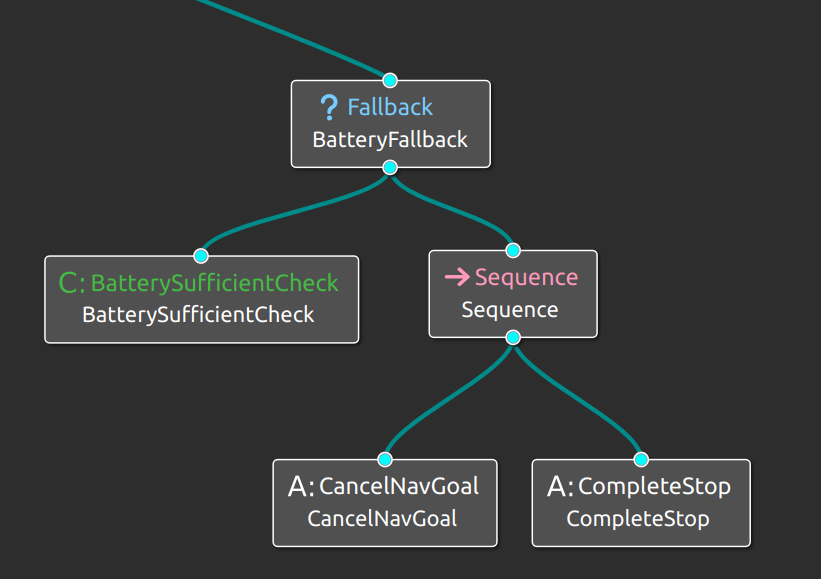 ? Fallback
BatteryFallback
C: BatterySufficientCheck
BatterySufficientCheck
→ Sequence
Sequence
A: CancelNavGoal
CancelNavGoal
A: CompleteStop
CompleteStop